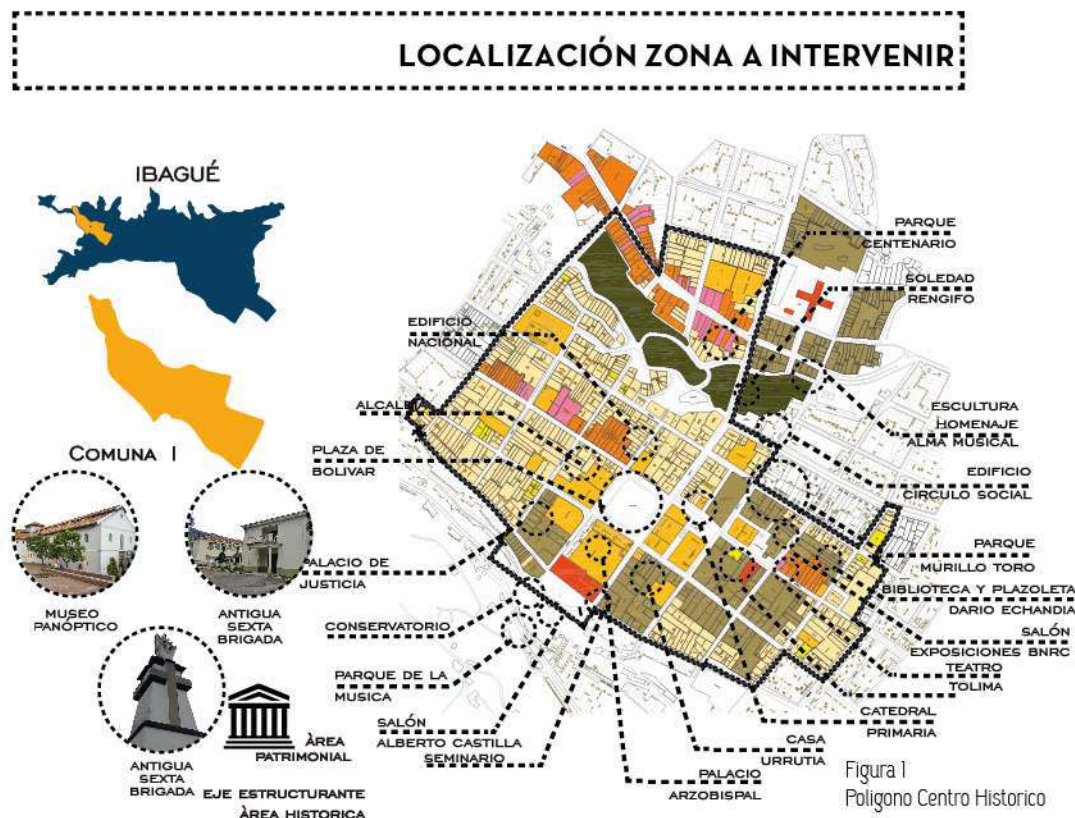 LOCALIZACIÓN ZONA A INTERVENIR
IBAGUÉ
COMUNA 1
MUSEO
PANÓPTICO
ANTIGUA
SEXTA
BRIGADA
ANTIGUA
SEXTA
BRIGADA
ÀREA
PATRIMONIAL
EJE ESTRUCTURANTE
ÀREA HISTORICA
EDIFICIO
NACIONAL
ALCALDIA
PLAZA DE
BOLIVAR
PALACIO DE
JUSTICIA
CONSERVATORIO
PARQUE DE LA
MUSICA
SALÓN
ALBERTO CASTILLA
SEMINARIO
PALACIO
ARZOBISPAL
CASA
URRUTIA
CATEDRAL
PRIMARIA
TEATRO
TOLIMA
SALÓN
EXPOSICIONES BNRC
BIBLIOTECA Y PLAZOLETA
DARIO ECHANDIA
PARQUE
MURILLO TORO
EDIFICIO
CIRCULO SOCIAL
ESCULTURA
HOMENAJE
ALMA MUSICAL
SOLEDAD
RENGIFO
PARQUE
CENTENARIO
Figura 1
Poligono Centro Historico